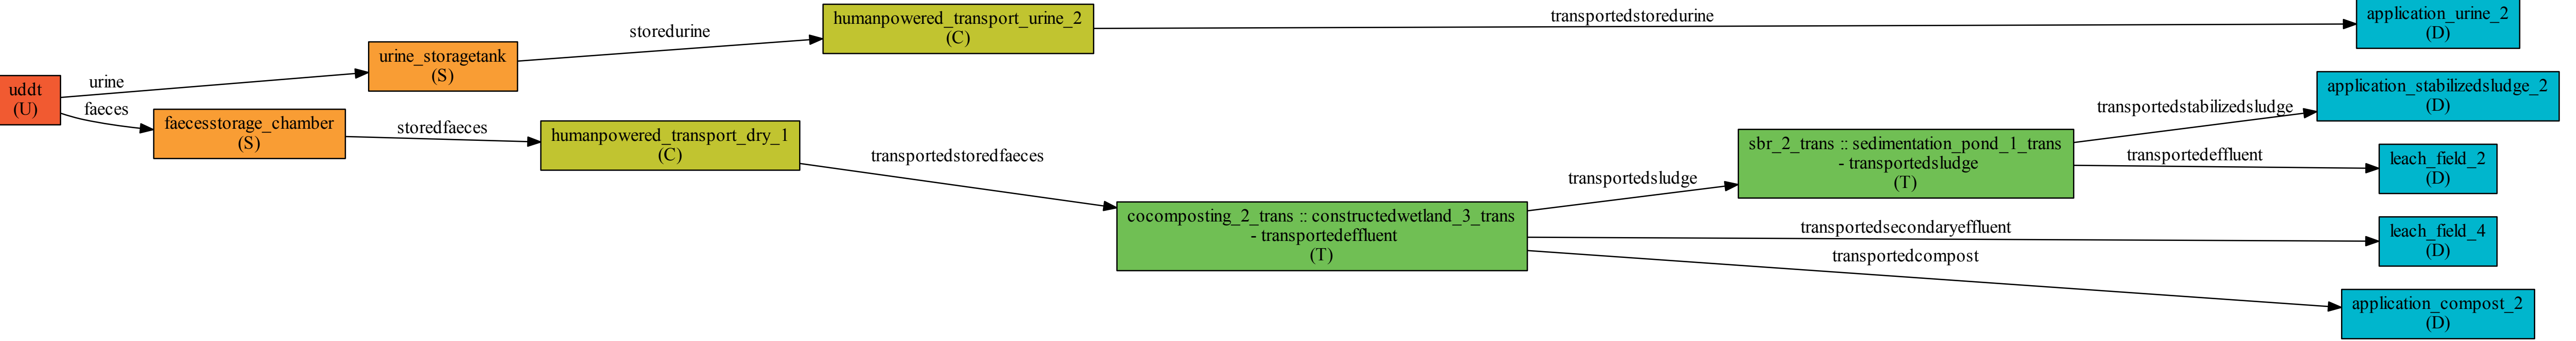 uddt
(U)
urine
faeces
urine_storagetank
(S)
faecesstorage_chamber
(S)
storedurine
storedfaeces
humanpowered_transport_urine_2
(C)
humanpowered_transport_dry_1
(C)
transportedstoredurine
transportedstoredfaeces
cocomposting_2_trans :: constructedwetland_3_trans
- transportedeffluent
(T)
transportedsludge
transportedsecondaryeffluent
transportedcompost
sbr_2_trans :: sedimentation_pond_1_trans
- transportedsludge
(T)
transportedstabilizedsludge
transportedeffluent
application_urine_2
(D)
application_stabilizedsludge_2
(D)
leach_field_2
(D)
leach_field_4
(D)
application_compost_2
(D)